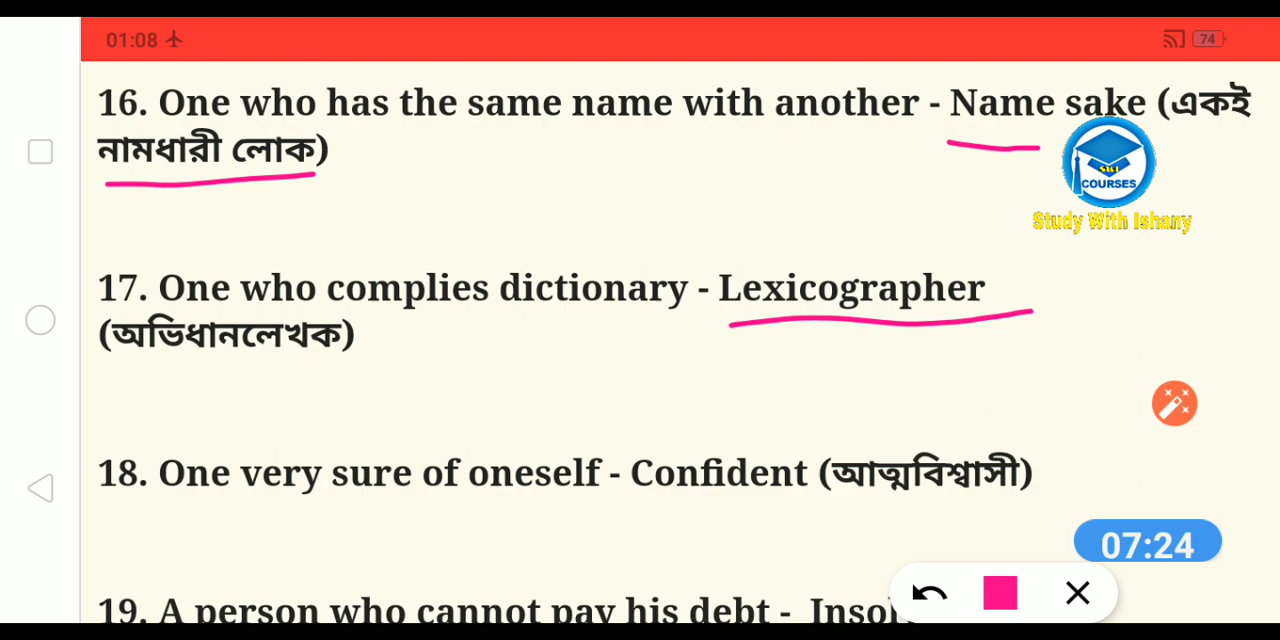 01:08
74
16. One who has the same name with another - Name sake (একই
নামধারী লোক)
COURSES
Study With Ishany
17. One who complies dictionary - Lexicographer
(অভিধানলেখক)
18. One very sure of oneself - Confident (আত্মবিশ্বাসী)
07:24
19. A person who cannot pay his debt -